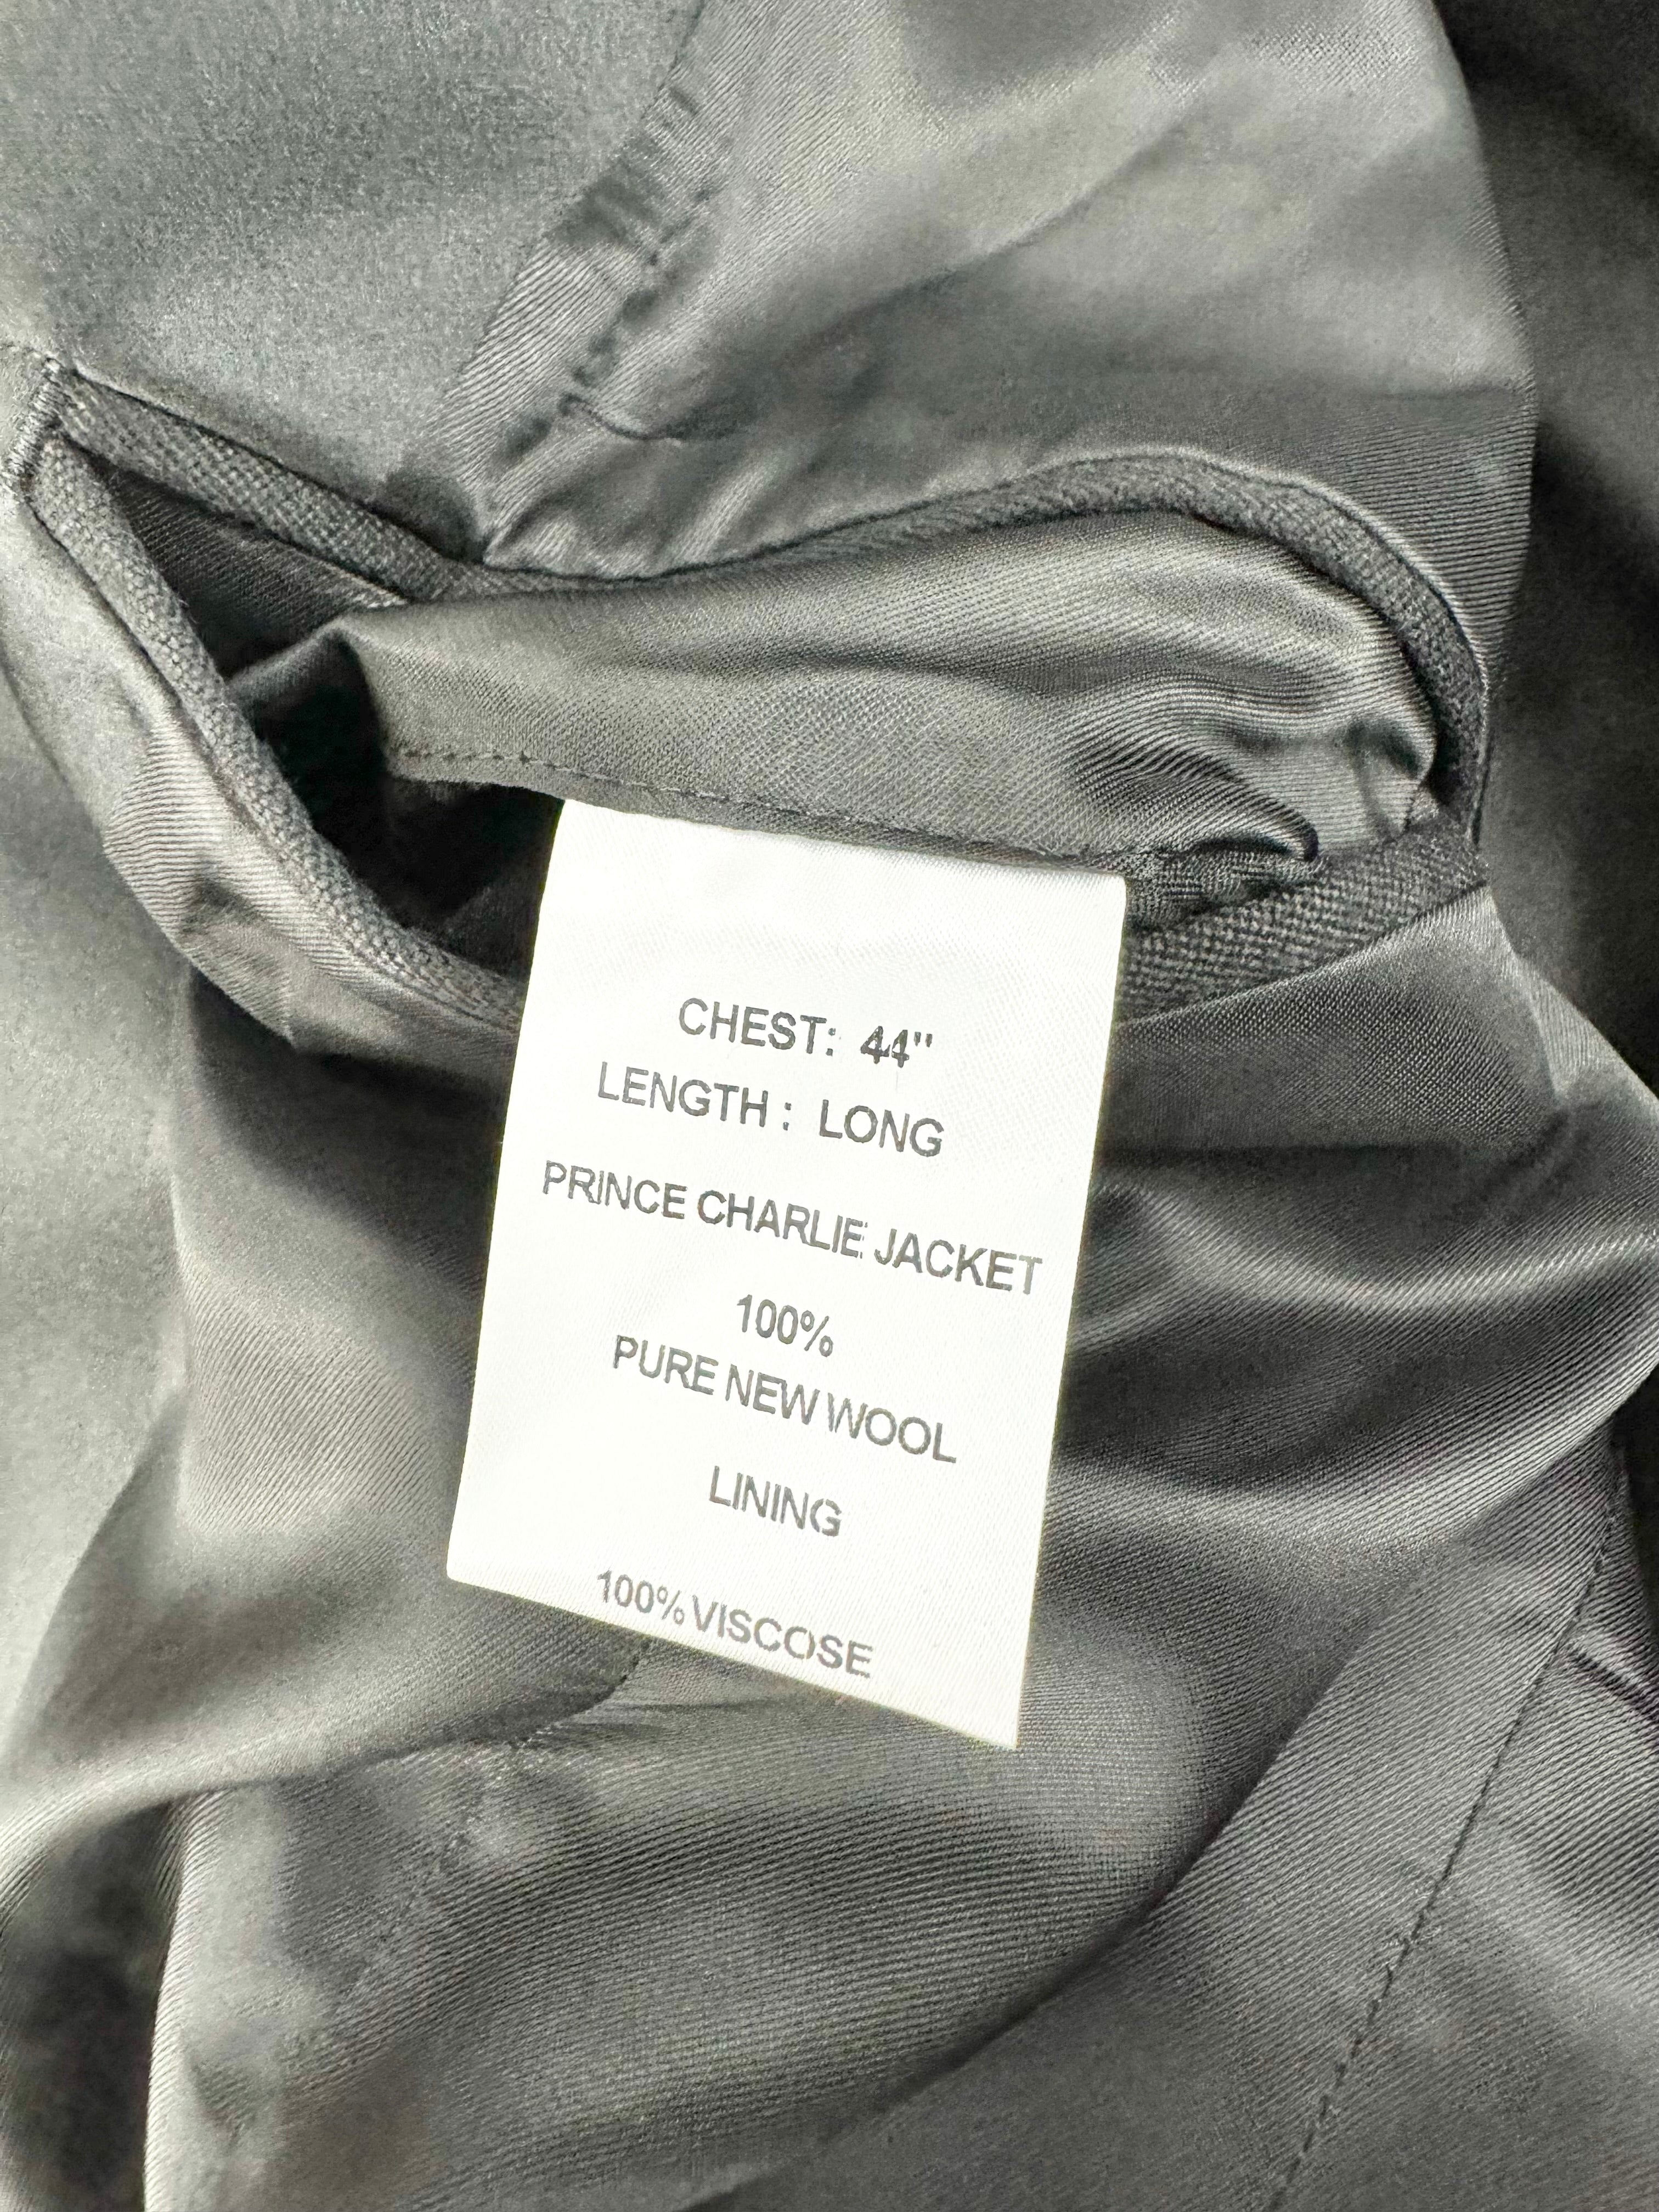 CHEST: 44"
LENGTH : LONG
PRINCE CHARLIE JACKET
100%
PURE NEW WOOL
LINING
100% VISCOSE